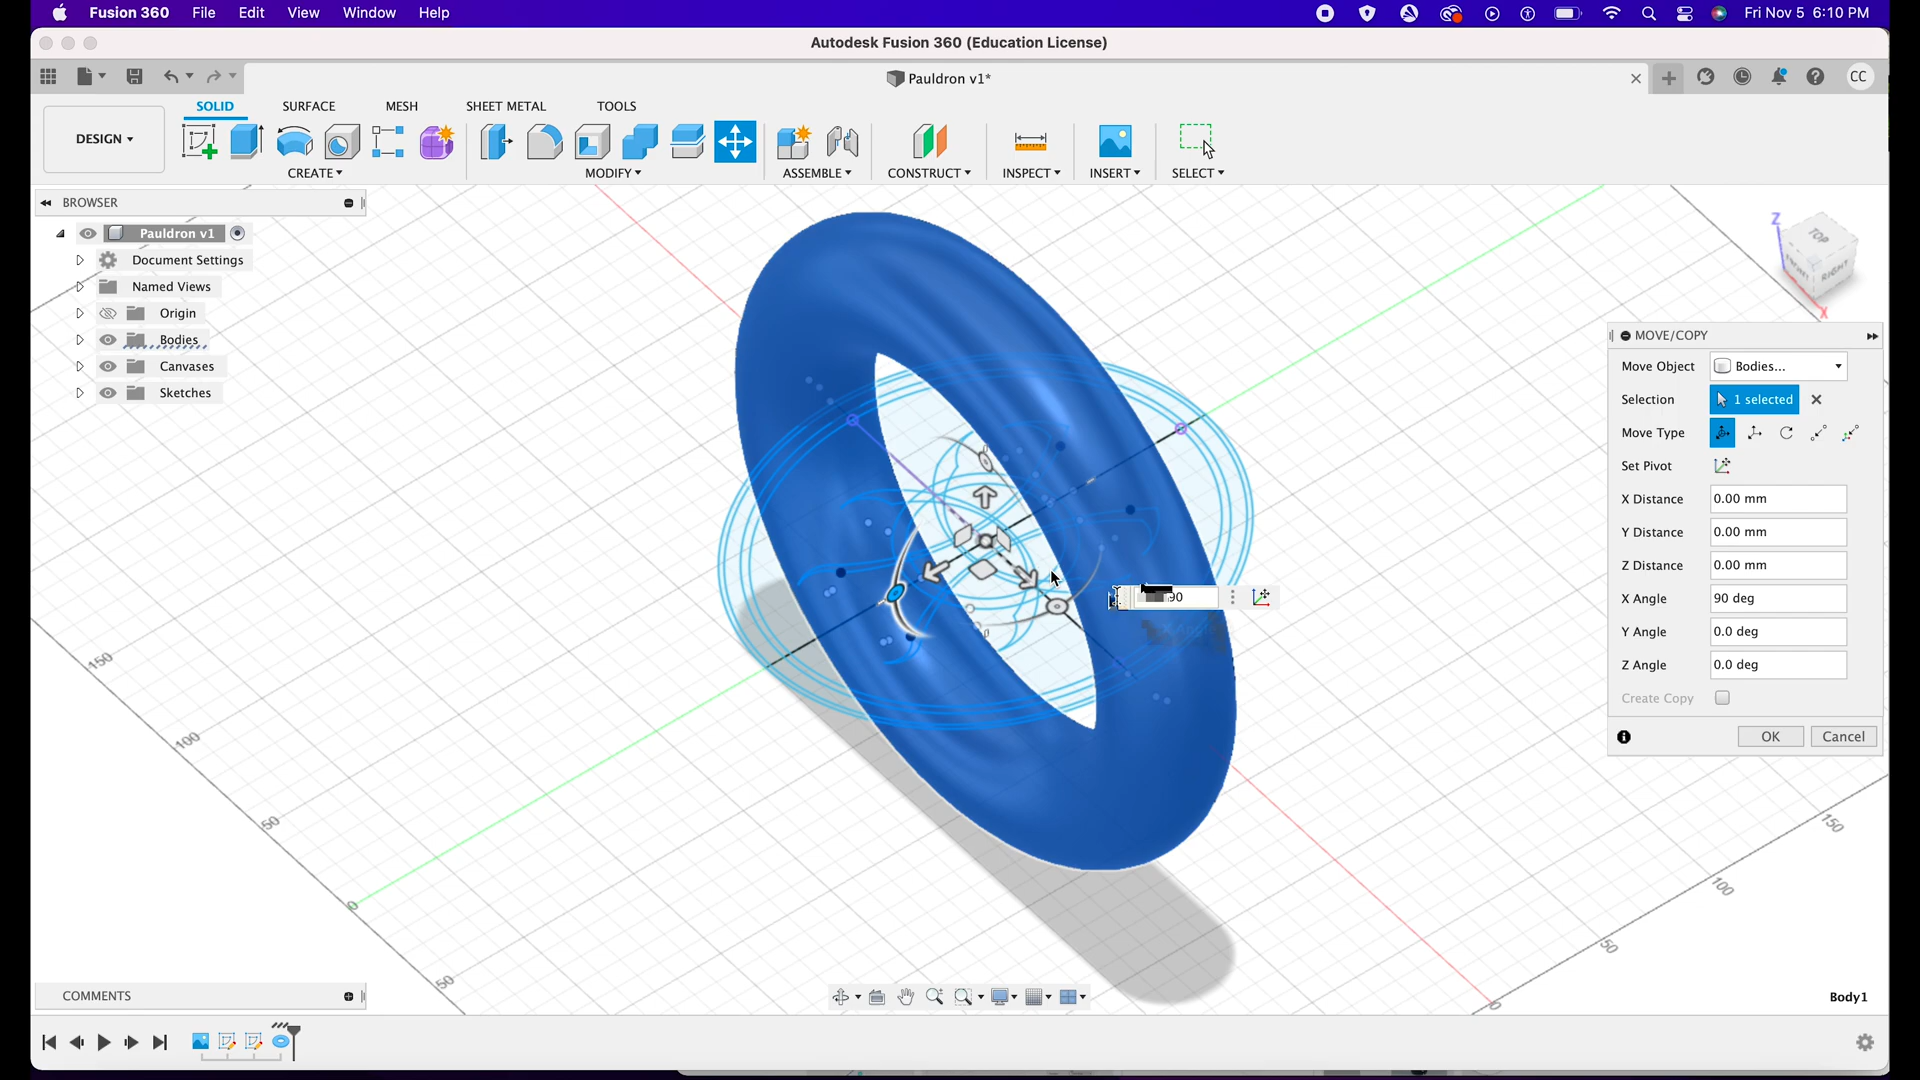 Fusion 360 File Edit View Window Help Fri Nov 5 6:10 PM
Autodesk Fusion 360 (Education License)
Pauldron v1*
CC
SOLID SURFACE MESH SHEET METAL TOOLS
DESIGN
CREATE MODIFY ASSEMBLE CONSTRUCT INSPECT INSERT SELECT
BROWSER
Pauldron v1
Document Settings
Named Views
Origin
Bodies
Canvases
Sketches
Z
TOP
FRONT
RIGHT
X
MOVE/COPY
Move Object Bodies...
Selection 1 selected
Move Type
Set Pivot
X Distance 0.00 mm
Y Distance 0.00 mm
Z Distance 0.00 mm
X Angle 90 deg
Y Angle 0.0 deg
Z Angle 0.0 deg
Create Copy
OK Cancel
90
150
100
50
0
50
150
100
50
0
COMMENTS
Body1